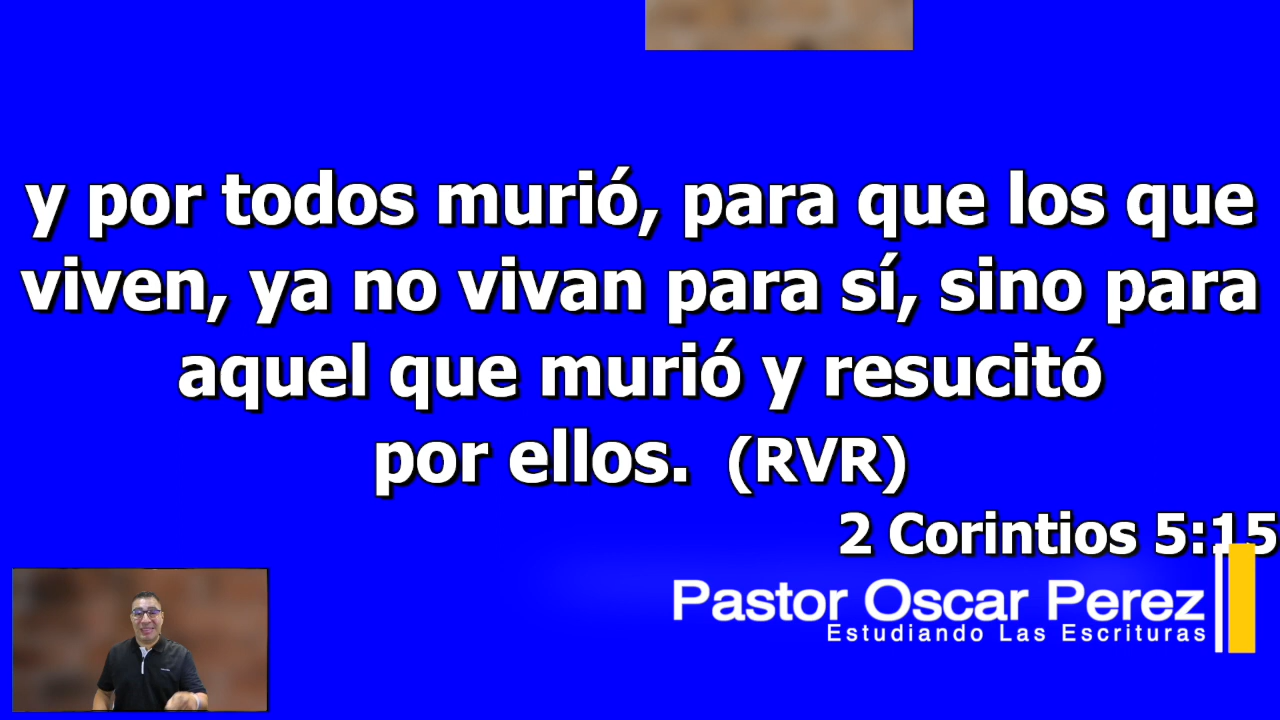 y por todos murió, para que los que
viven, ya no vivan para sí, sino para
aquel que murió y resucitó
por ellos. (RVR)
2 Corintios 5:15
Pastor Oscar Perez
Estudiando Las Escrituras